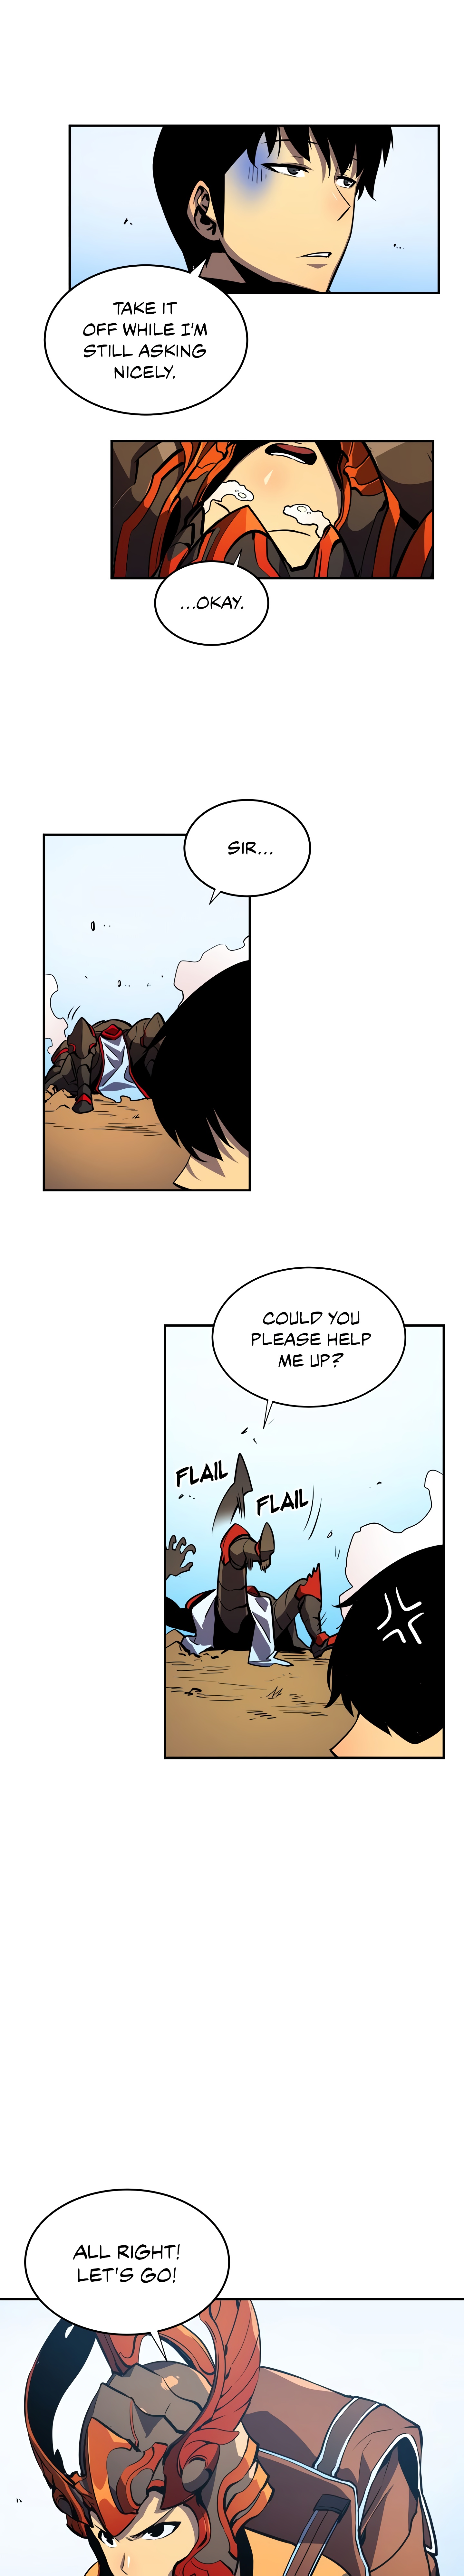 TAKE IT
OFF WHILE I'M
STILL ASKING
NICELY.
...OKAY.
SIR...
COULD YOU
PLEASE HELP
ME UP?
FLAIL
FLAIL
ALL RIGHT!
LET'S GO!